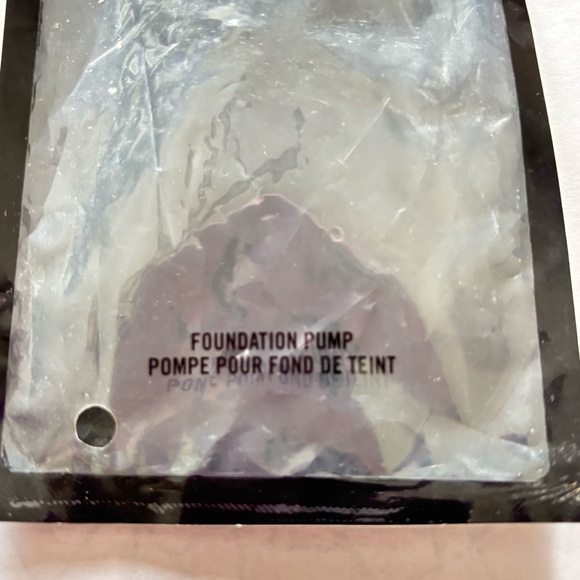 FOUNDATION PUMP
POMPE POUR FOND DE TEINT